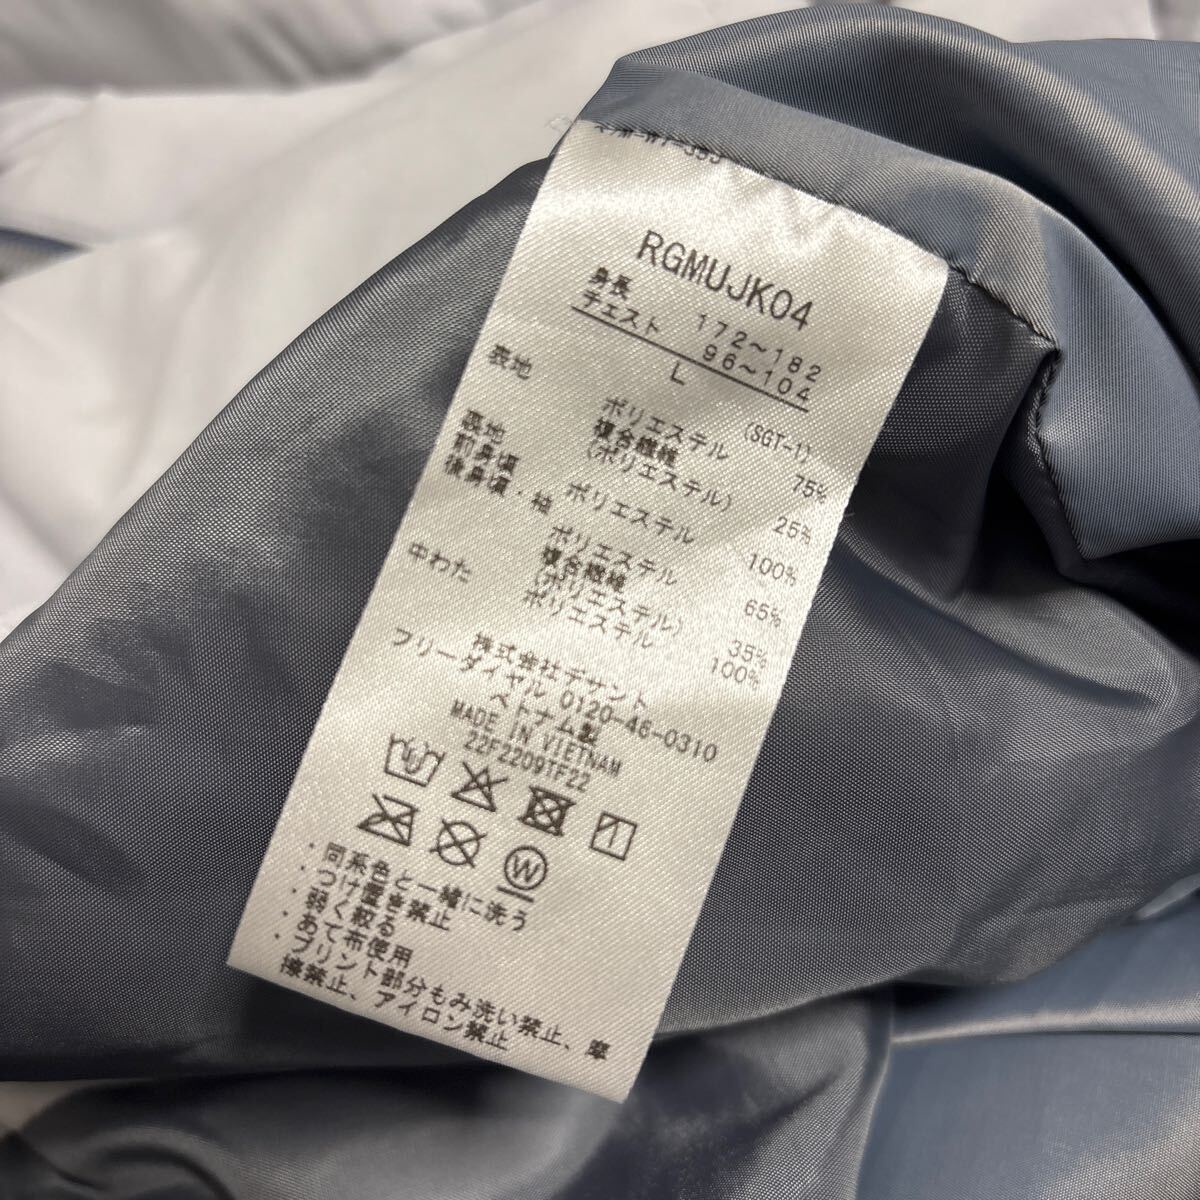 RGMUJK04
身長 172～182
チェスト 96～104
L
(SGT-1)
表地 ポリエステル 75%
複合繊維
(ポリエステル) 25%
裏地
前身頃 ポリエステル 100%
後身頃・袖 ポリエステル 65%
複合繊維
(ポリエステル) 35%
中わた ポリエステル 100%
株式会社デサント
フリーダイヤル 0120-46-0310
ベトナム製
MADE IN VIETNAM
22F2209TF22
W
・同系色と一緒に洗う
・つけ置き禁止
・弱く絞る
・あて布使用
・プリント部分もみ洗い禁止、摩
擦禁止、アイロン禁止